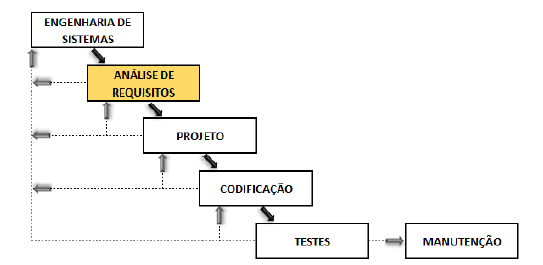 ENGENHARIA DE
SISTEMAS
ANÁLISE DE
REQUISITOS
PROJETO
CODIFICAÇÃO
TESTES
MANUTENÇÃO